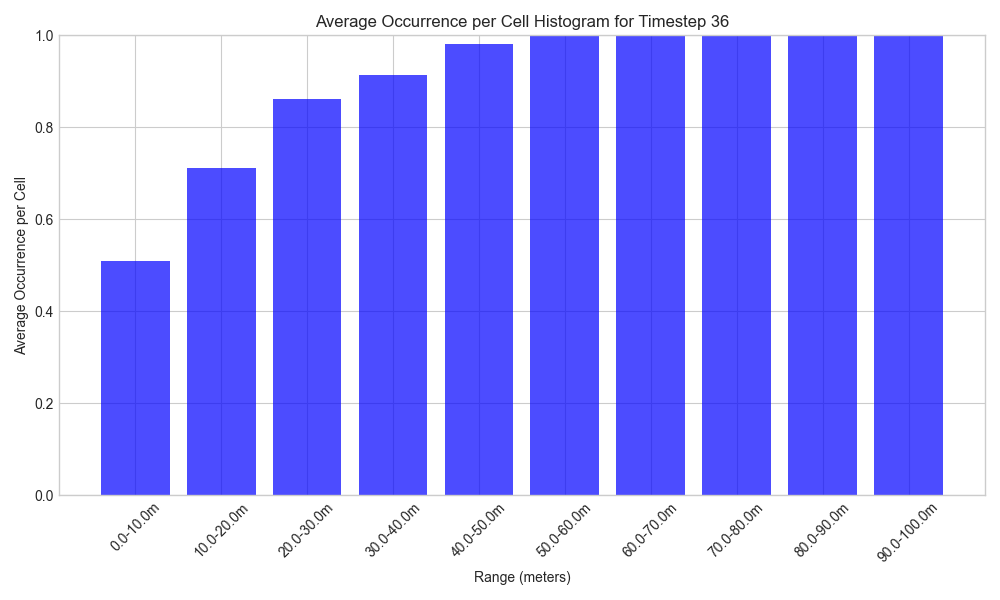 Average Occurrence per Cell Histogram for Timestep 36
Average Occurrence per Cell
1.0
0.8
0.6
0.4
0.2
0.0
0.0-10.0m
10.0-20.0m
20.0-30.0m
30.0-40.0m
40.0-50.0m
50.0-60.0m
60.0-70.0m
70.0-80.0m
80.0-90.0m
90.0-100.0m
Range (meters)